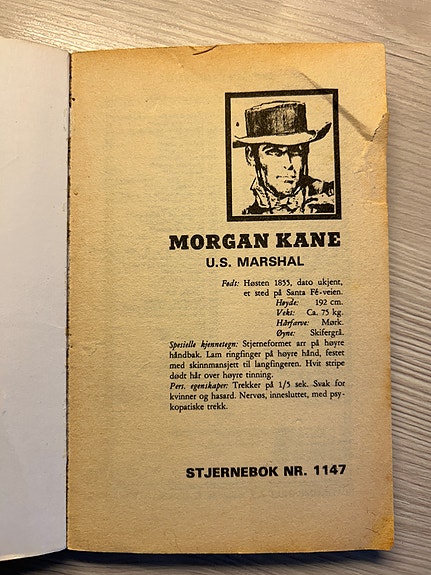 MORGAN KANE
U.S. MARSHAL
Født: Høsten 1855, dato ukjent,
et sted på Santa Fé-veien.
Høyde: 192 cm.
Vekt: Ca. 75 kg.
Hårfarve: Mørk.
Øyne: Skifergrå.
Spesielle kjennetegn: Stjerneformet arr på høyre
håndbak. Lam ringfinger på høyre hånd, festet
med skinnmansjett til langfingeren. Hvit stripe
dødt hår over høyre tinning.
Pers. egenskaper: Trekker på 1/5 sek. Svak for
kvinner og hasard. Nervøs, innesluttet, med psy-
kopatiske trekk.
STJERNEBOK NR. 1147